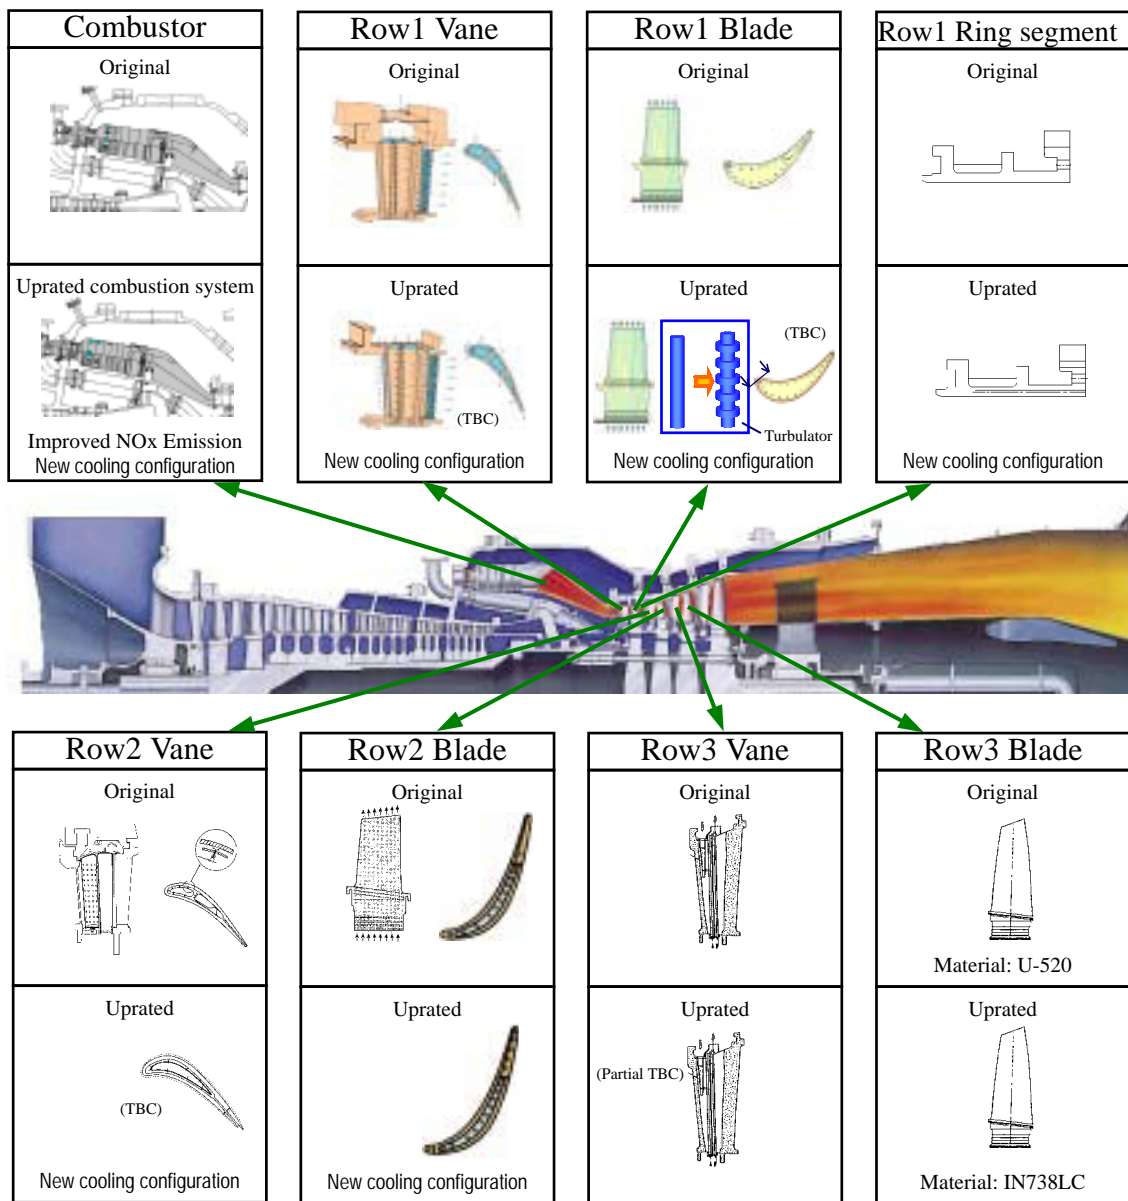 Combustor
Original
Uprated combustion system
Improved NOx Emission
New cooling configuration
Row1 Vane
Original
Uprated
(TBC)
New cooling configuration
Row1 Blade
Original
Uprated
(TBC)
Turbulator
New cooling configuration
Row1 Ring segment
Original
Uprated
New cooling configuration
Row2 Vane
Original
Uprated
(TBC)
New cooling configuration
Row2 Blade
Original
Uprated
New cooling configuration
Row3 Vane
Original
Uprated
(Partial TBC)
Row3 Blade
Original
Material: U-520
Uprated
Material: IN738LC